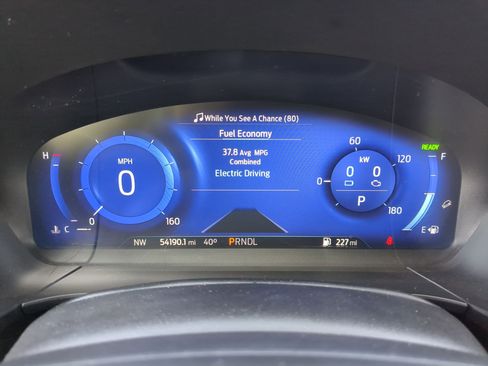 While You See A Chance (80)
Fuel Economy
37.8 Avg MPG
Combined
Electric Driving
H
MPH
0
0
160
C
60
kW
0
120
0 0
P
180
READY
F
E
NW 54190.1 mi 40° PRNDL 227 mi